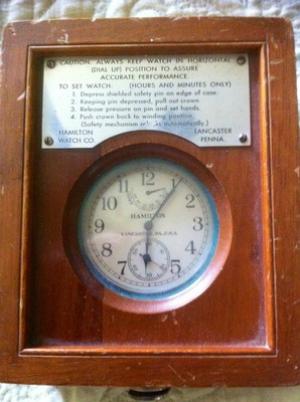 CAUTION. ALWAYS KEEP WATCH IN HORIZONTAL
(DIAL UP) POSITION TO ASSURE
ACCURATE PERFORMANCE.
TO SET WATCH: (HOURS AND MINUTES ONLY)
1. Depress shielded safety pin on edge of case.
2. Keeping pin depressed, pull out crown.
3. Release pressure on pin and set hands.
4. Push crown back to winding position.
(Safety mechanism automatically.)
HAMILTON LANCASTER
WATCH CO. PENNA.
11 12 1
10 2
HAMILTON
9 3
LANCASTER, PA., U.S.A.
8 4
7 5